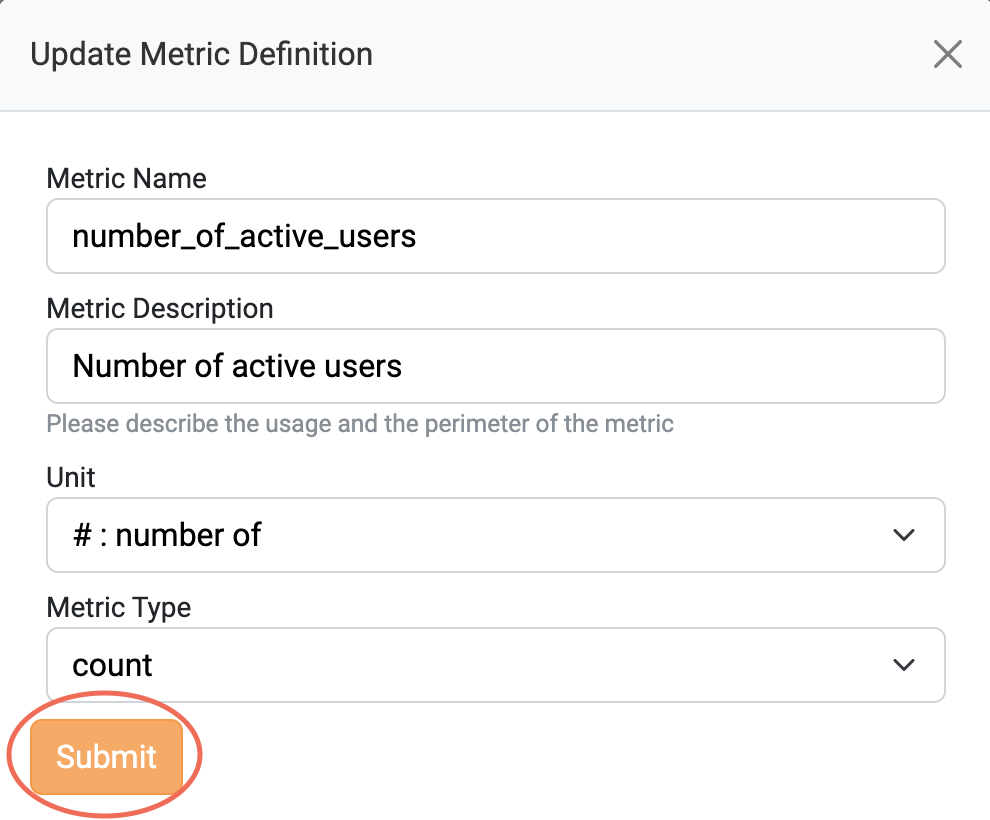 Update Metric Definition
Metric Name
number_of_active_users
Metric Description
Number of active users
Please describe the usage and the perimeter of the metric
Unit
# : number of
Metric Type
count
Submit